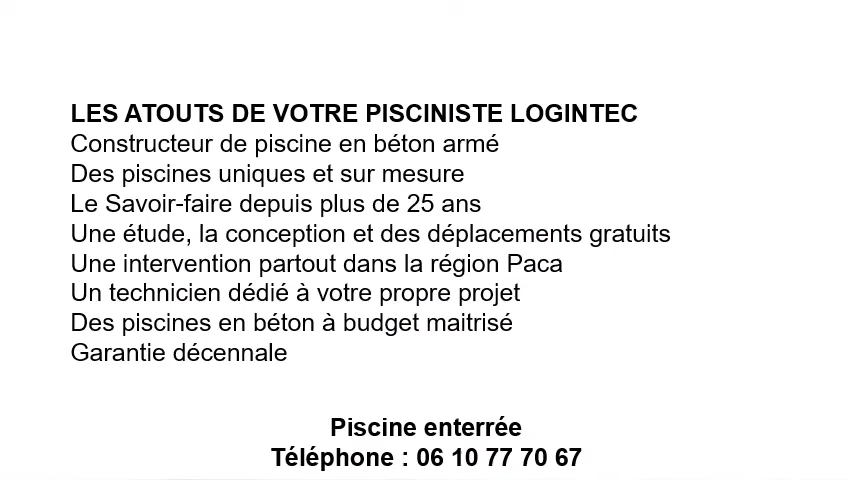 LES ATOUTS DE VOTRE PISCINISTE LOGINTEC
Constructeur de piscine en béton armé
Des piscines uniques et sur mesure
Le Savoir-faire depuis plus de 25 ans
Une étude, la conception et des déplacements gratuits
Une intervention partout dans la région Paca
Un technicien dédié à votre propre projet
Des piscines en béton à budget maitrisé
Garantie décennale
Piscine enterrée
Téléphone : 06 10 77 70 67